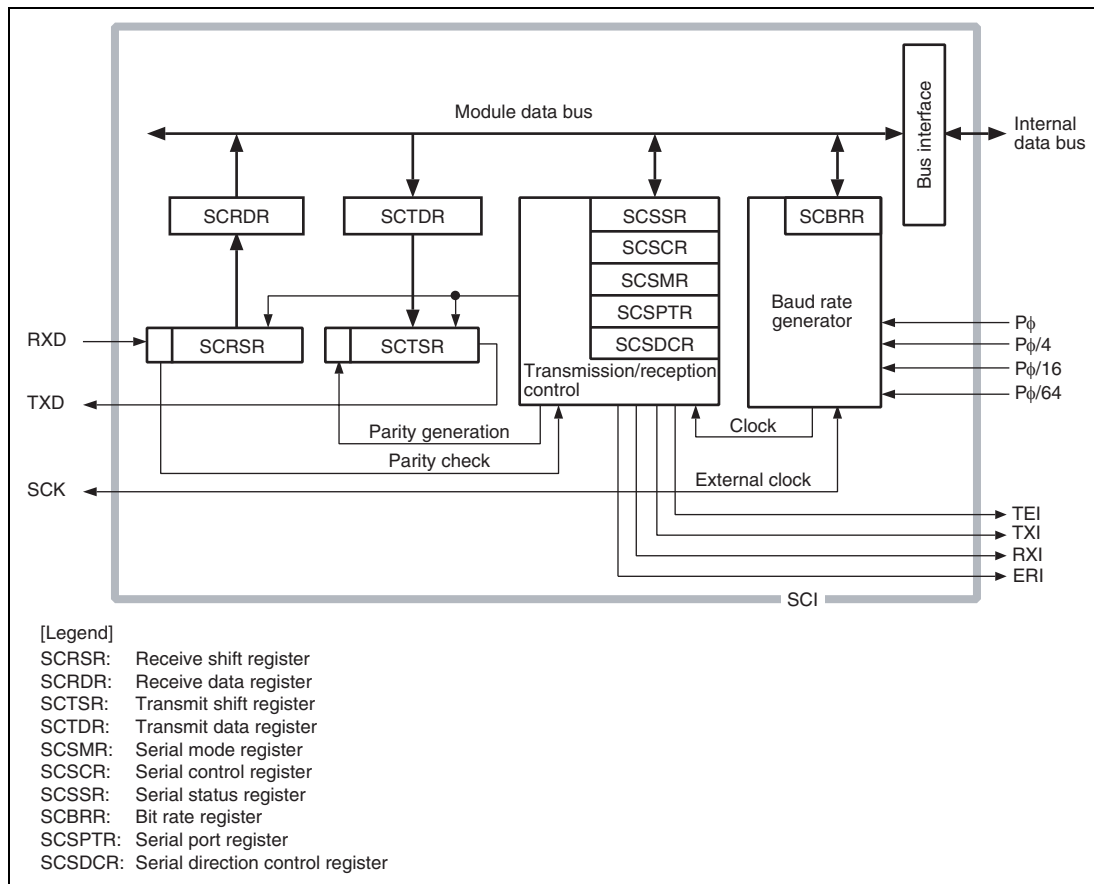 Module data bus
Bus interface
Internal
data bus
SCRDR
SCTDR
SCSSR
SCSCR
SCSMR
SCSPTR
SCSDCR
Transmission/reception
control
SCBRR
Baud rate
generator
RXD
SCRSR
SCTSR
TXD
Pϕ
Pϕ/4
Pϕ/16
Pϕ/64
Parity generation
Clock
Parity check
SCK
External clock
TEI
TXI
RXI
ERI
SCI
[Legend]
SCRSR: Receive shift register
SCRDR: Receive data register
SCTSR: Transmit shift register
SCTDR: Transmit data register
SCSMR: Serial mode register
SCSCR: Serial control register
SCSSR: Serial status register
SCBRR: Bit rate register
SCSPTR: Serial port register
SCSDCR: Serial direction control register